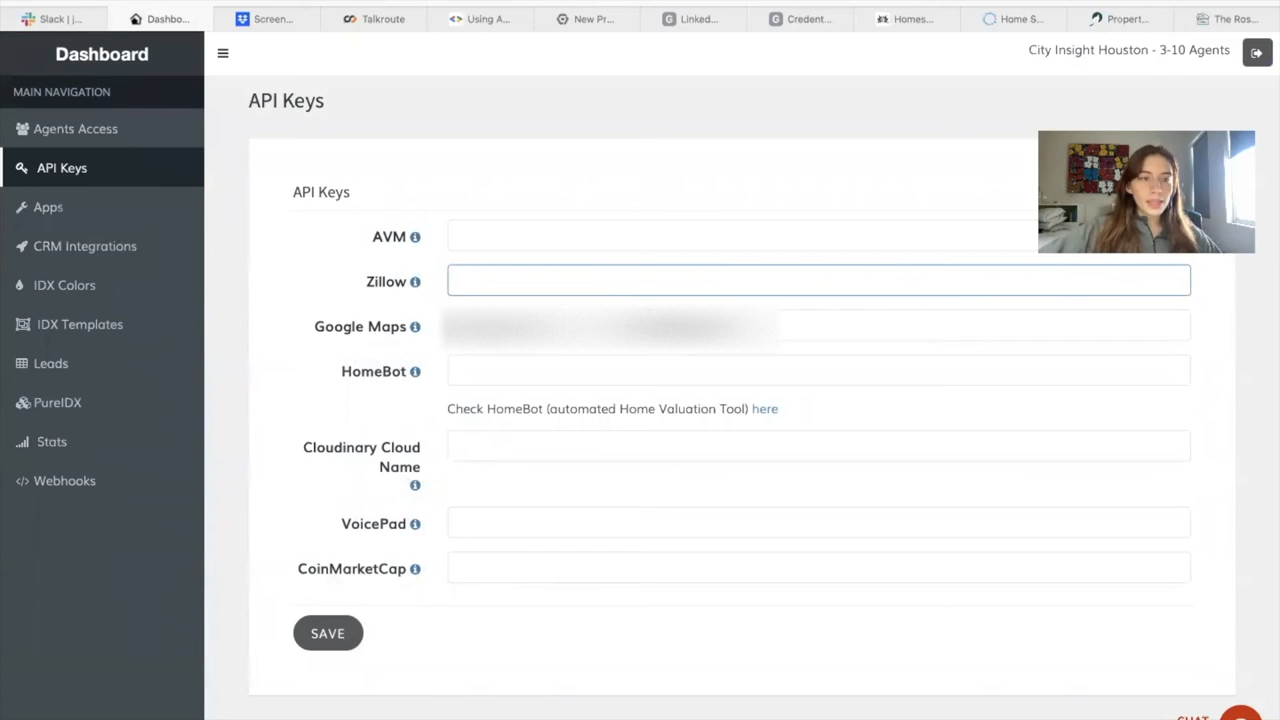 Slack | j...
Dashbo...
Screen...
Talkroute
Using A...
New Pr...
Linked...
Credent...
Homes...
Home S...
Propert...
The Ros...
Dashboard
City Insight Houston - 3-10 Agents
MAIN NAVIGATION
Agents Access
API Keys
Apps
CRM Integrations
IDX Colors
IDX Templates
Leads
PureIDX
Stats
Webhooks
API Keys
API Keys
AVM
Zillow
Google Maps
HomeBot
Check HomeBot (automated Home Valuation Tool) here
Cloudinary Cloud
Name
VoicePad
CoinMarketCap
SAVE
CHAT